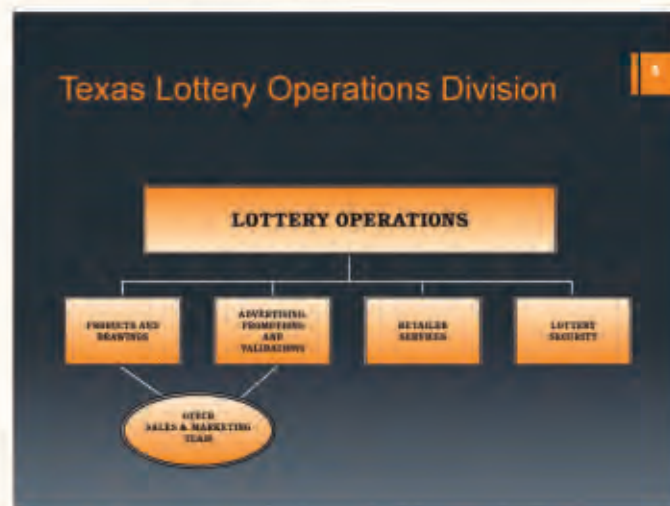 Texas Lottery Operations Division
LOTTERY OPERATIONS
PRODUCTS AND
DRAWINGS
ADVERTISING,
PROMOTIONS
AND
VALIDATIONS
RETAILER
SERVICES
LOTTERY
SECURITY
GTECH
SALES & MARKETING
TEAM